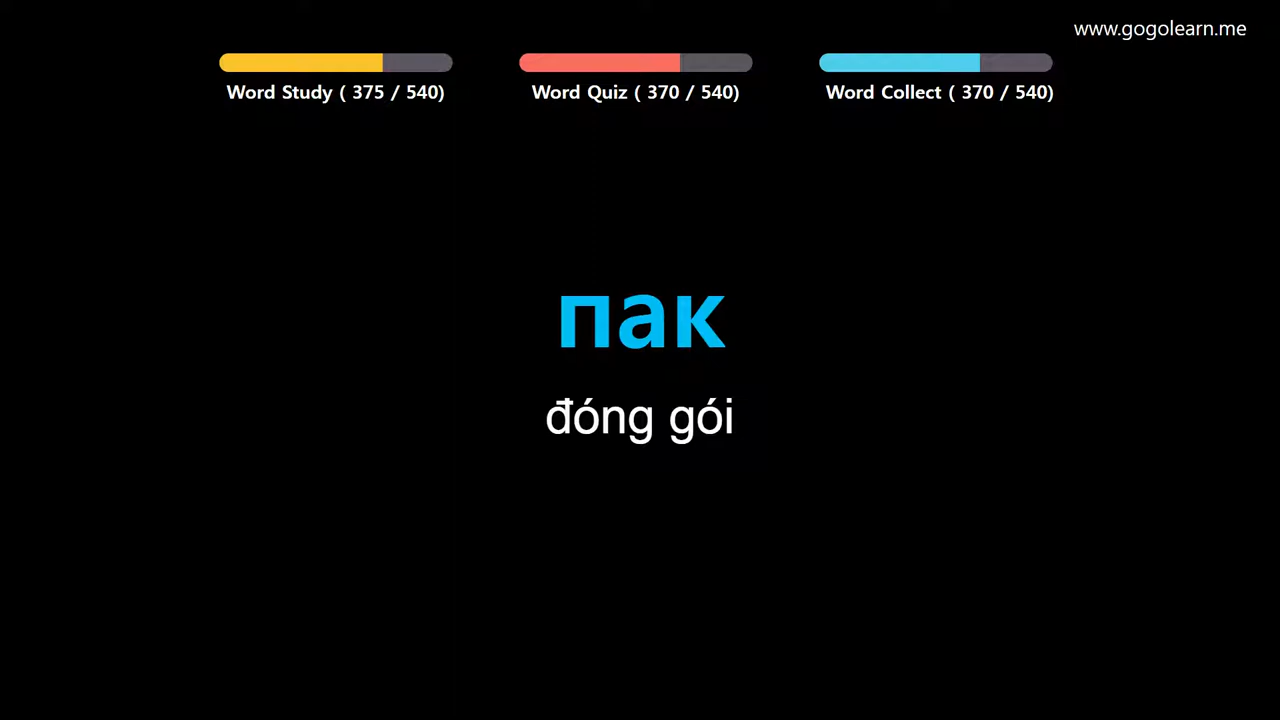 www.gogolearn.me
Word Study ( 375 / 540)
Word Quiz ( 370 / 540)
Word Collect ( 370 / 540)
пак
đóng gói